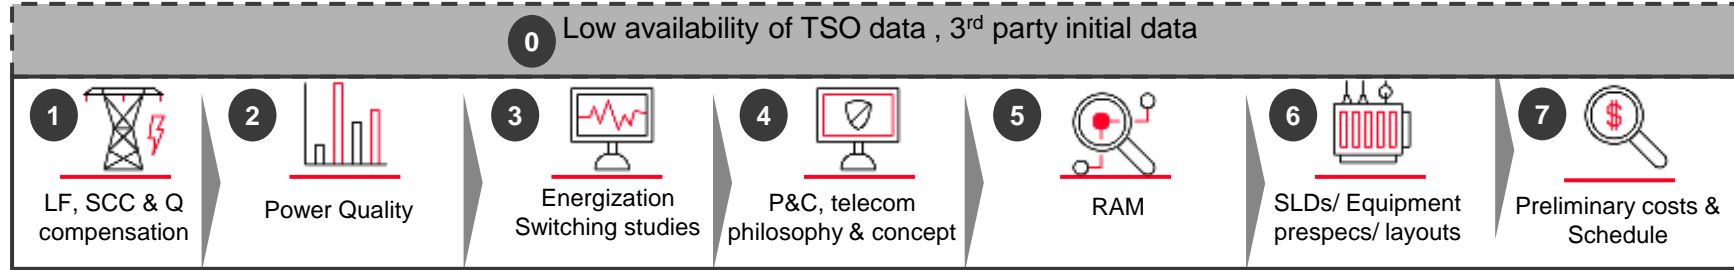 0 Low availability of TSO data , 3rd party initial data
1
LF, SCC & Q
compensation
2
Power Quality
3
Energization
Switching studies
4
P&C, telecom
philosophy & concept
5
RAM
6
SLDs/ Equipment
prespecs/ layouts
7
$
Preliminary costs &
Schedule